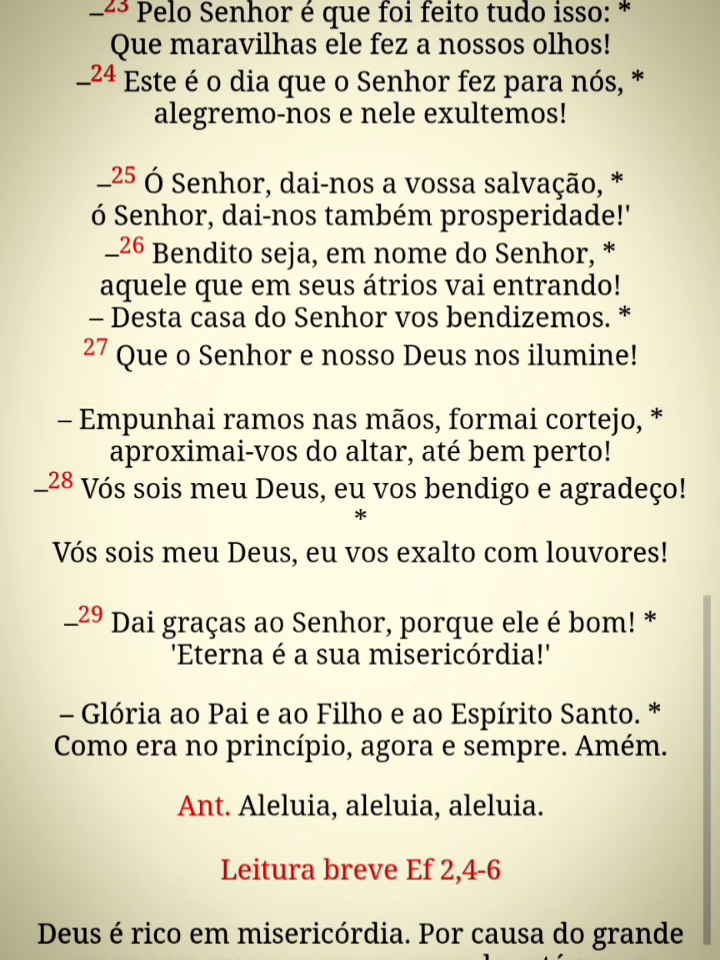 –23 Pelo Senhor é que foi feito tudo isso: *
Que maravilhas ele fez a nossos olhos!
–24 Este é o dia que o Senhor fez para nós, *
alegremo-nos e nele exultemos!
–25 Ó Senhor, dai-nos a vossa salvação, *
ó Senhor, dai-nos também prosperidade!'
–26 Bendito seja, em nome do Senhor, *
aquele que em seus átrios vai entrando!
– Desta casa do Senhor vos bendizemos. *
27 Que o Senhor e nosso Deus nos ilumine!
– Empunhai ramos nas mãos, formai cortejo, *
aproximai-vos do altar, até bem perto!
–28 Vós sois meu Deus, eu vos bendigo e agradeço!
*
Vós sois meu Deus, eu vos exalto com louvores!
–29 Dai graças ao Senhor, porque ele é bom! *
'Eterna é a sua misericórdia!'
– Glória ao Pai e ao Filho e ao Espírito Santo. *
Como era no princípio, agora e sempre. Amém.
Ant. Aleluia, aleluia, aleluia.
Leitura breve Ef 2,4-6
Deus é rico em misericórdia. Por causa do grande